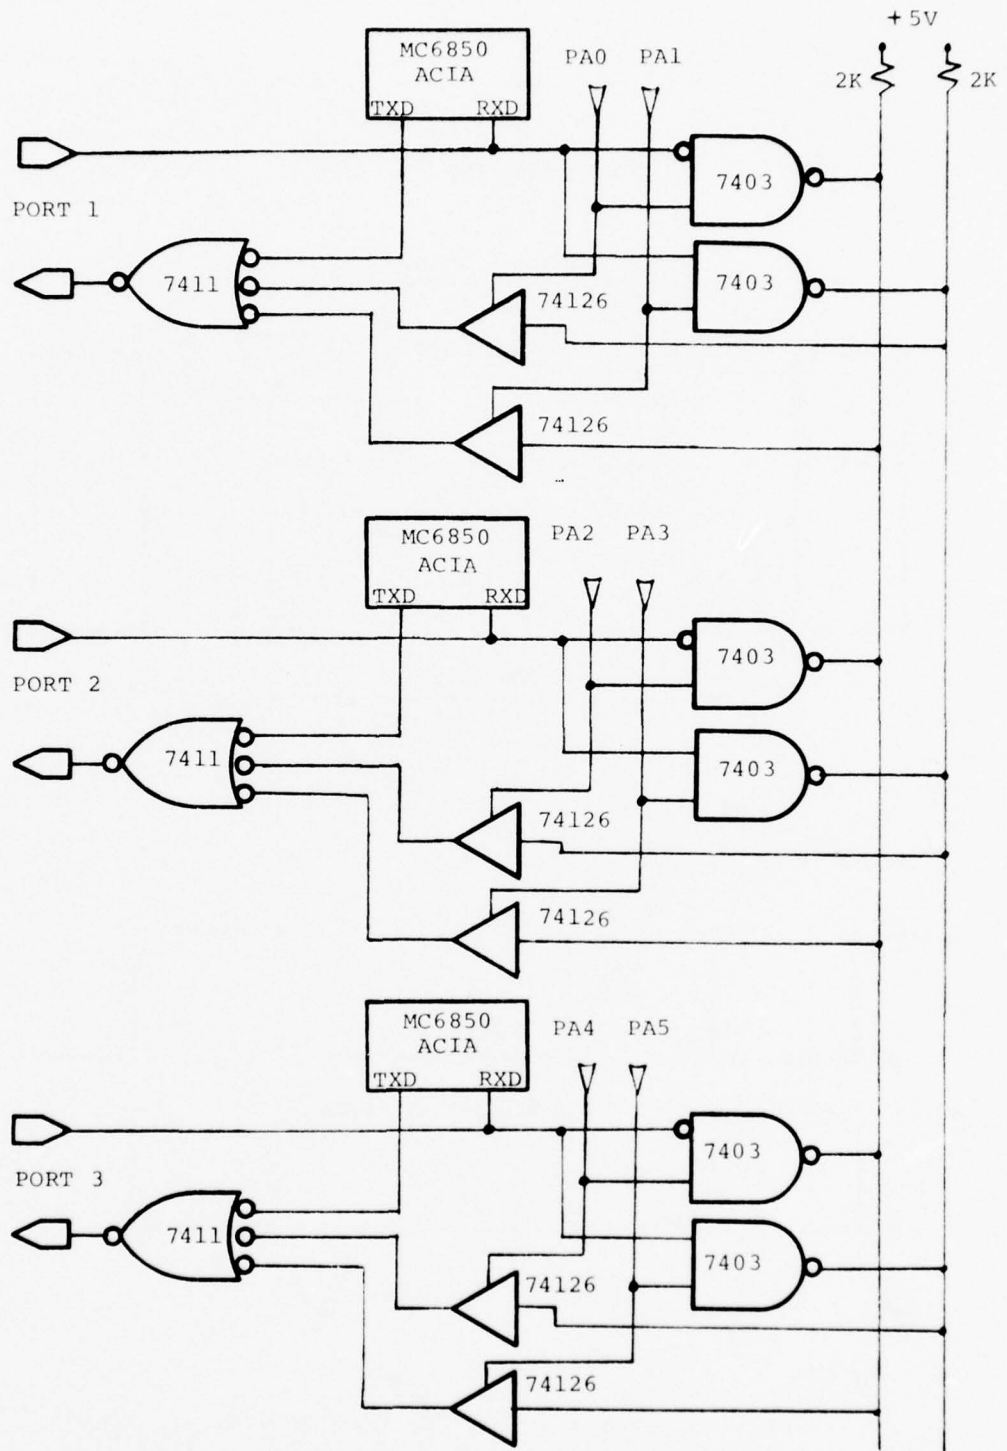 +5V
2K
2K
MC6850
ACIA
TXD RXD
PA0 PA1
7403
PORT 1
7411
74126
7403
74126
MC6850
ACIA
TXD RXD
PA2 PA3
7403
PORT 2
7411
74126
7403
74126
MC6850
ACIA
TXD RXD
PA4 PA5
7403
PORT 3
7411
74126
7403
74126